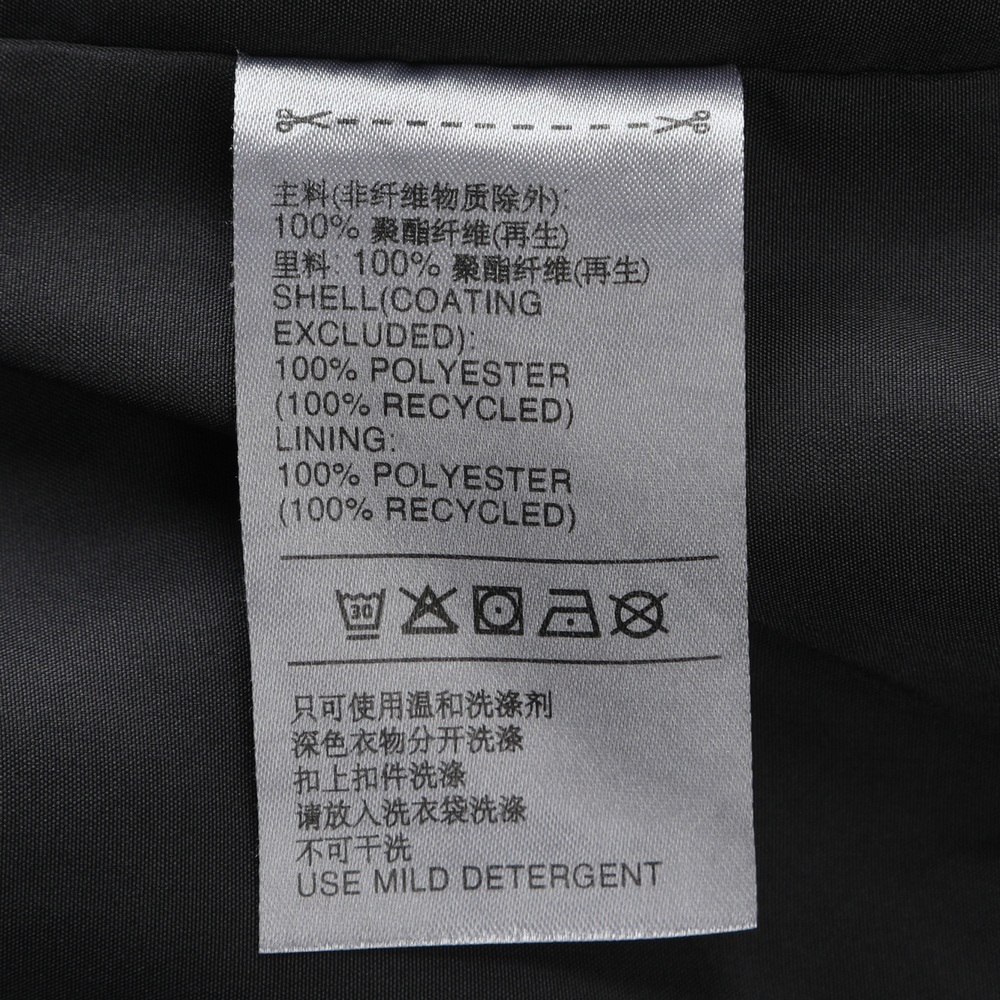 主料(非纤维物质除外):
100% 聚酯纤维(再生)
里料: 100% 聚酯纤维(再生)
SHELL(COATING
EXCLUDED):
100% POLYESTER
(100% RECYCLED)
LINING:
100% POLYESTER
(100% RECYCLED)
30
只可使用温和洗涤剂
深色衣物分开洗涤
扣上扣件洗涤
请放入洗衣袋洗涤
不可干洗
USE MILD DETERGENT